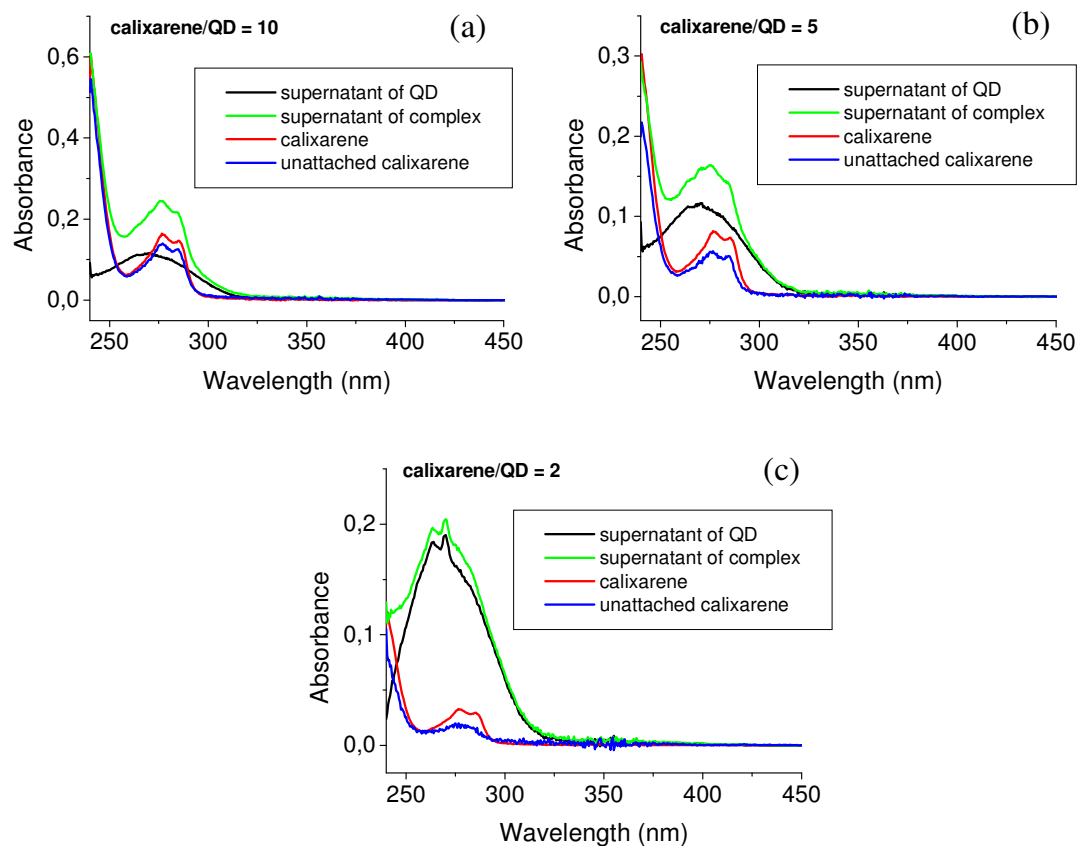 calixarene/QD = 10
(a)
0,6
0,4
0,2
0,0
Absorbance
supernatant of QD
supernatant of complex
calixarene
unattached calixarene
250 300 350 400 450
Wavelength (nm)
calixarene/QD = 5
(b)
0,3
0,2
0,1
0,0
Absorbance
supernatant of QD
supernatant of complex
calixarene
unattached calixarene
250 300 350 400 450
Wavelength (nm)
calixarene/QD = 2
(c)
0,2
0,1
0,0
Absorbance
supernatant of QD
supernatant of complex
calixarene
unattached calixarene
250 300 350 400 450
Wavelength (nm)